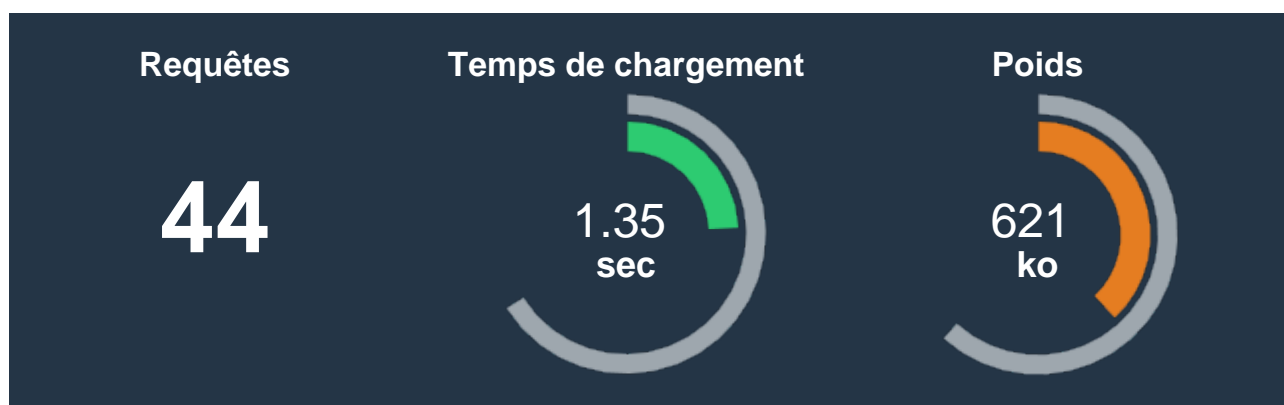 Requêtes
Temps de chargement
Poids
44
1.35
sec
621
ko